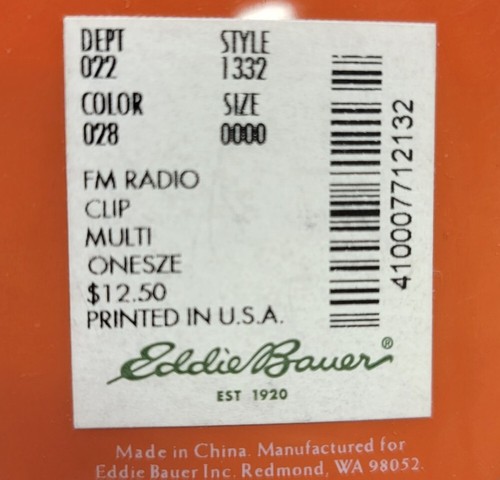 DEPT STYLE
022 1332
COLOR SIZE
028 0000
FM RADIO
CLIP
MULTI
ONESZE
$12.50
PRINTED IN U.S.A.
4100077712132
Eddie Bauer®
EST 1920
Made in China. Manufactured for
Eddie Bauer Inc. Redmond, WA 98052.